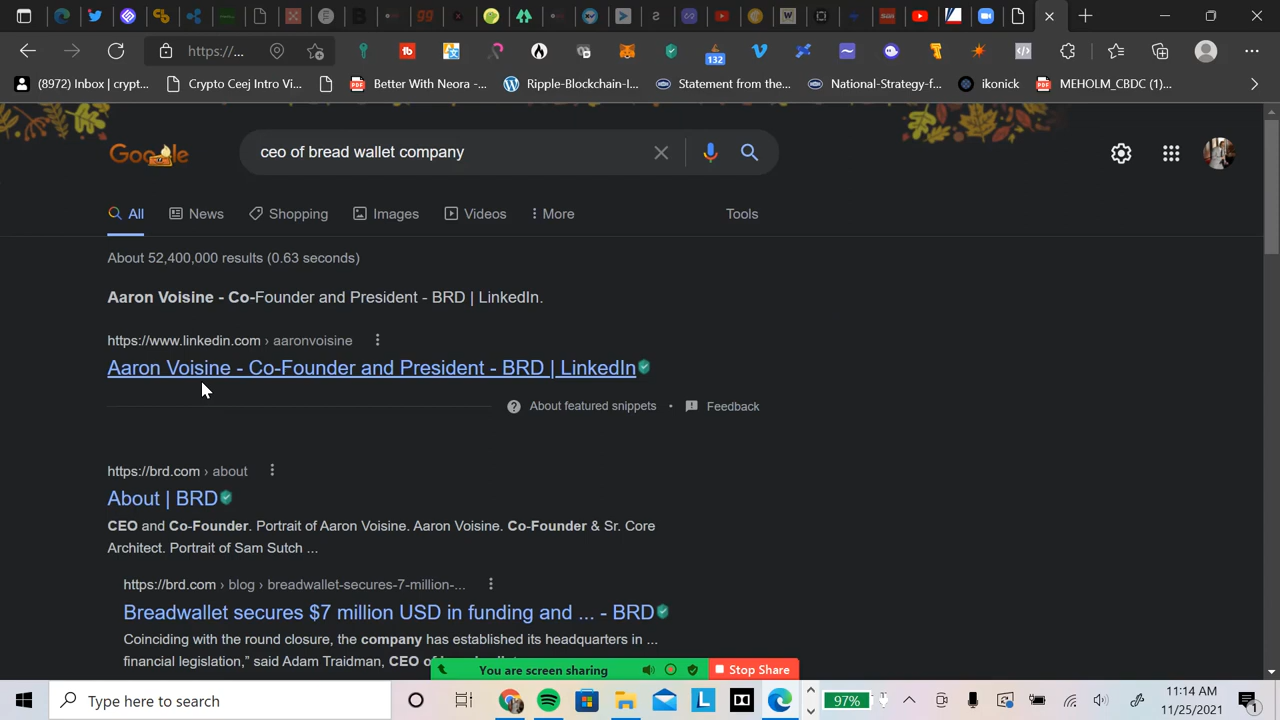 https://...
132
(8972) Inbox | crypt...
Crypto Ceej Intro Vi...
Better With Neora -...
Ripple-Blockchain-I...
Statement from the...
National-Strategy-f...
ikonick
MEHOLM_CBDC (1)...
Google
ceo of bread wallet company
All
News
Shopping
Images
Videos
More
Tools
About 52,400,000 results (0.63 seconds)
Aaron Voisine - Co-Founder and President - BRD | LinkedIn.
https://www.linkedin.com › aaronvoisine
Aaron Voisine - Co-Founder and President - BRD | LinkedIn
About featured snippets
Feedback
https://brd.com › about
About | BRD
CEO and Co-Founder. Portrait of Aaron Voisine. Aaron Voisine. Co-Founder & Sr. Core
Architect. Portrait of Sam Sutch ...
https://brd.com › blog › breadwallet-secures-7-million-...
Breadwallet secures $7 million USD in funding and ... - BRD
Coinciding with the round closure, the company has established its headquarters in ...
financial legislation," said Adam Traidman, CEO of
You are screen sharing
Stop Share
Type here to search
97%
11:14 AM
11/25/2021